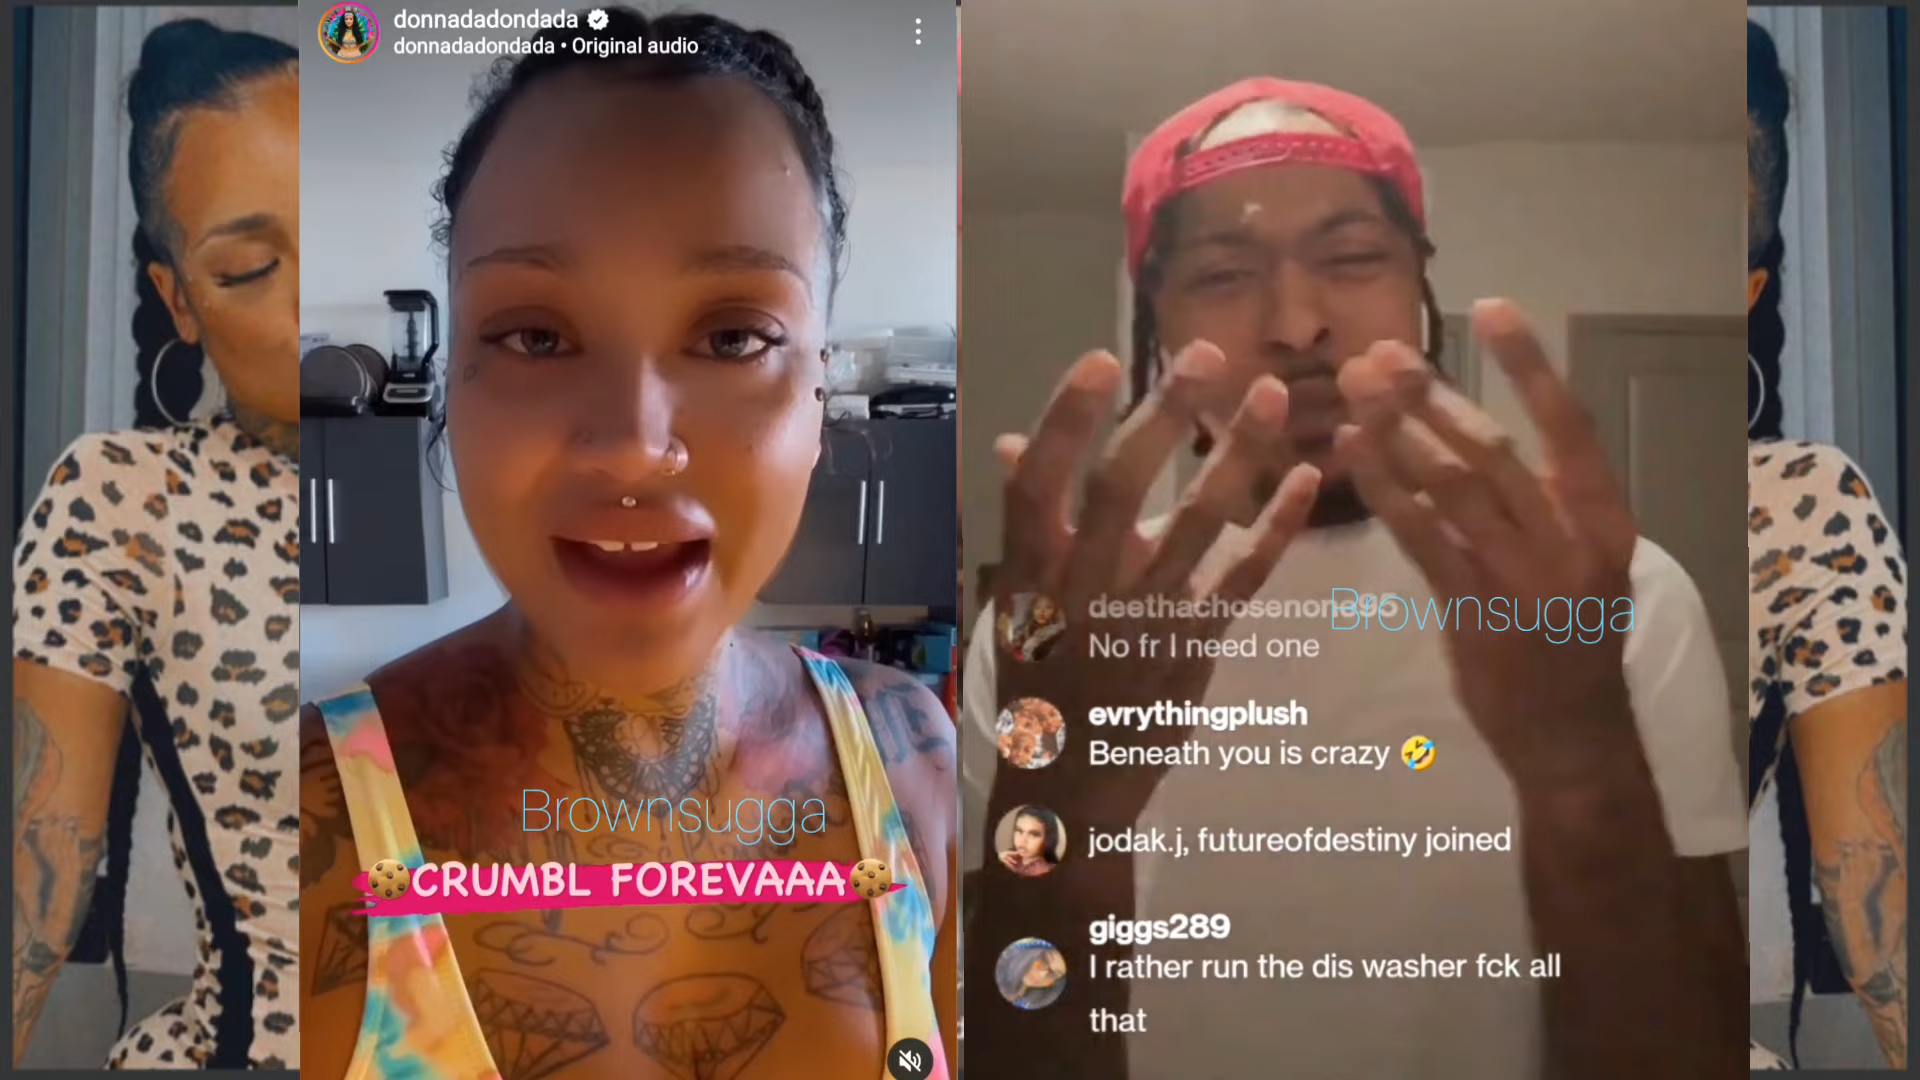 donnadadondada
donnadadondada • Original audio
Brownsugga
🍪CRUMBL FOREVAAA🍪
deethachosenone96
Brownsugga
No fr I need one
evrythingplush
Beneath you is crazy 🤣
jodak.j, futureofdestiny joined
giggs289
I rather run the dis washer fck all
that